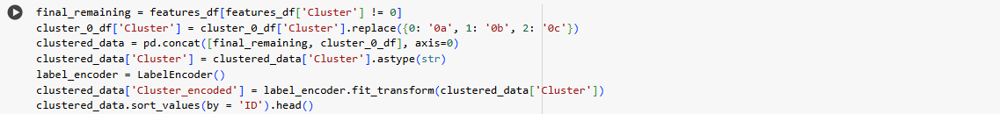 final_remaining = features_df[features_df['Cluster'] != 0]
cluster_0_df['Cluster'] = cluster_0_df['Cluster'].replace({0: '0a', 1: '0b', 2: '0c'})
clustered_data = pd.concat([final_remaining, cluster_0_df], axis=0)
clustered_data['Cluster'] = clustered_data['Cluster'].astype(str)
label_encoder = LabelEncoder()
clustered_data['Cluster_encoded'] = label_encoder.fit_transform(clustered_data['Cluster'])
clustered_data.sort_values(by = 'ID').head()